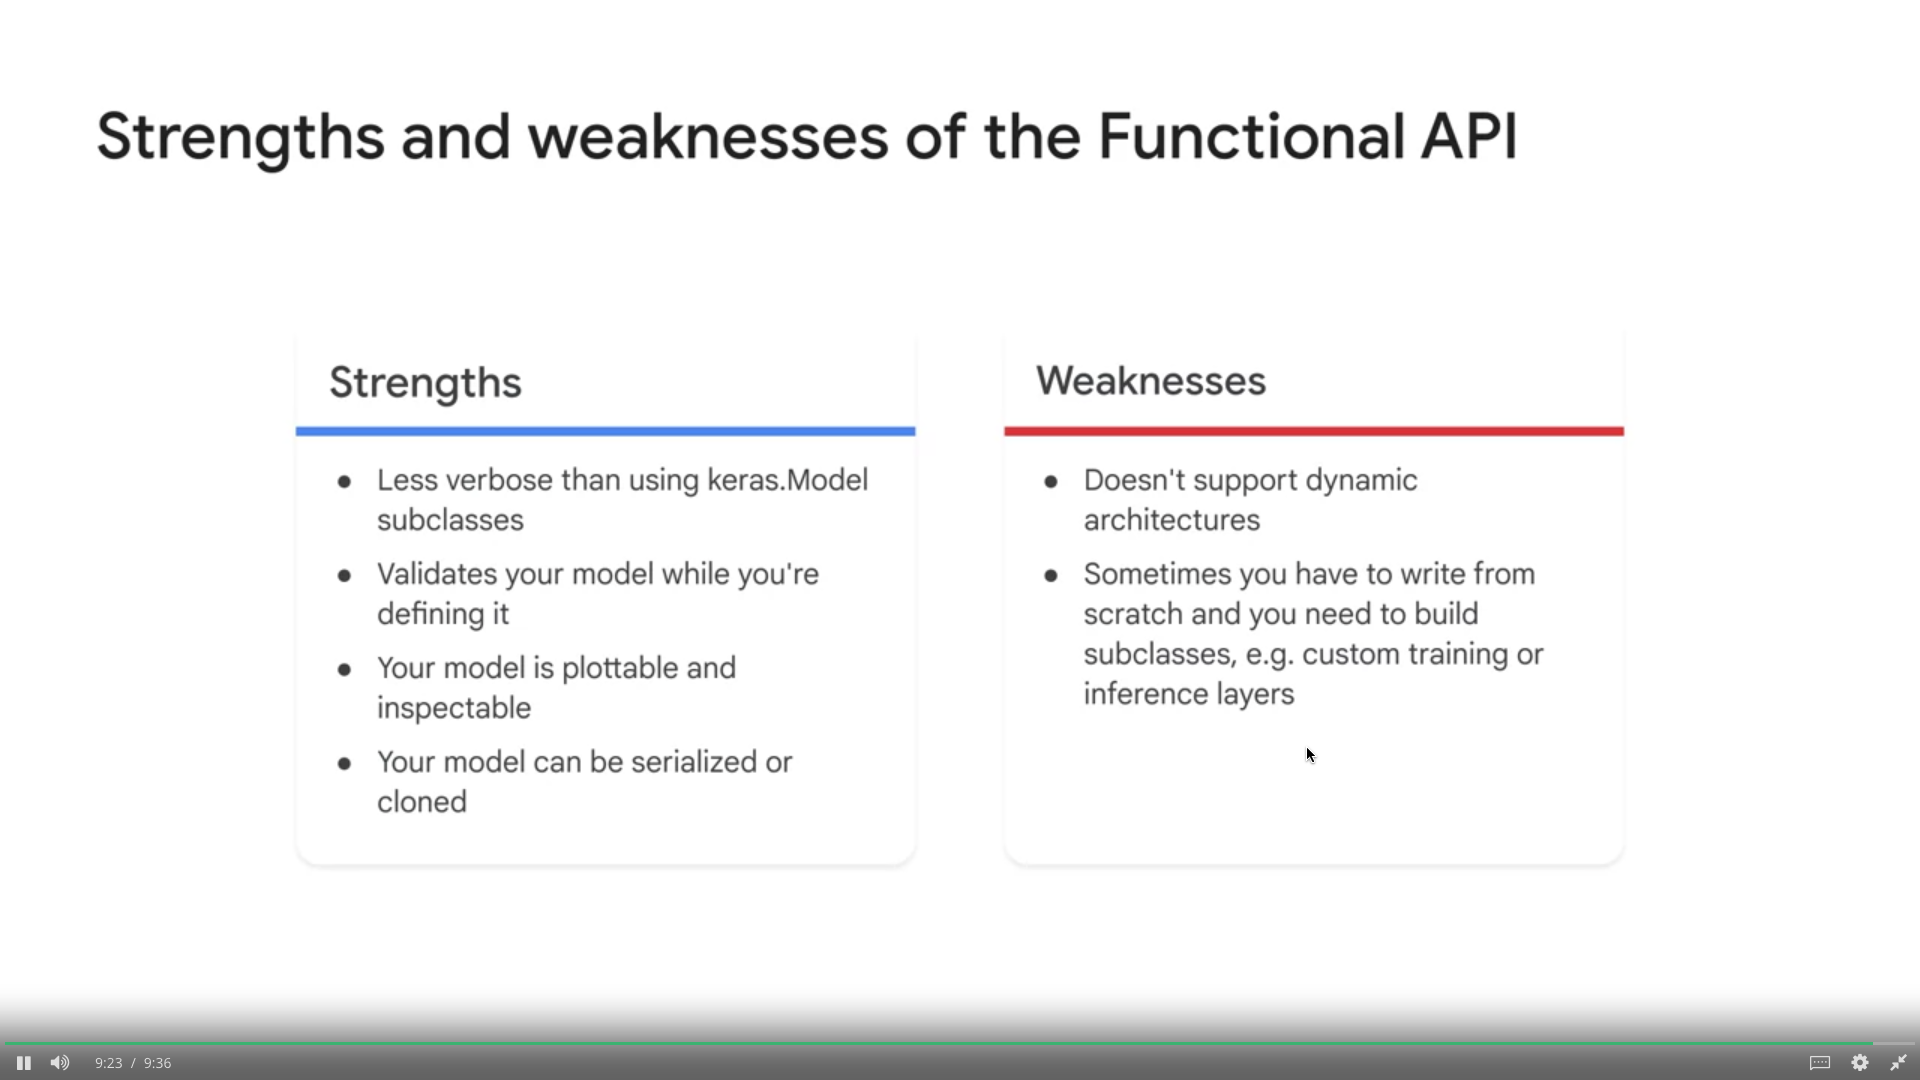 Strengths and weaknesses of the Functional API
Strengths
● Less verbose than using keras.Model
subclasses
● Validates your model while you're
defining it
● Your model is plottable and
inspectable
● Your model can be serialized or
cloned
Weaknesses
● Doesn't support dynamic
architectures
● Sometimes you have to write from
scratch and you need to build
subclasses, e.g. custom training or
inference layers
9:23 / 9:36